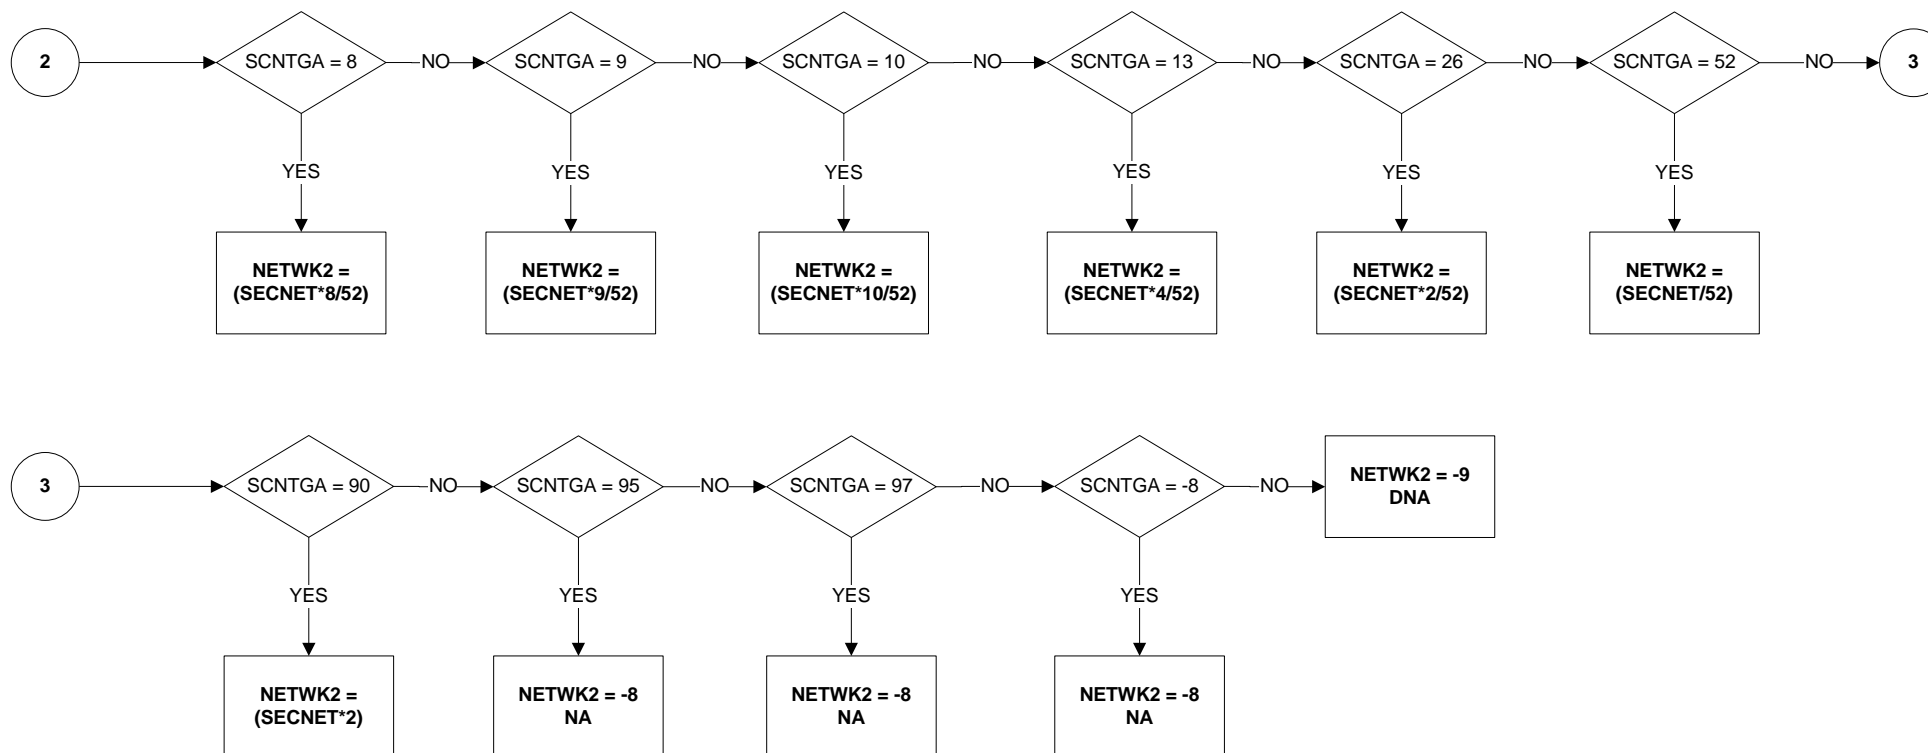 2
SCNTGA = 8
NO
SCNTGA = 9
NO
SCNTGA = 10
NO
SCNTGA = 13
NO
SCNTGA = 26
NO
SCNTGA = 52
NO
3
YES
YES
YES
YES
YES
YES
NETWK2 =
(SECNET*8/52)
NETWK2 =
(SECNET*9/52)
NETWK2 =
(SECNET*10/52)
NETWK2 =
(SECNET*4/52)
NETWK2 =
(SECNET*2/52)
NETWK2 =
(SECNET/52)
3
SCNTGA = 90
NO
SCNTGA = 95
NO
SCNTGA = 97
NO
SCNTGA = -8
NO
NETWK2 = -9
DNA
YES
YES
YES
YES
NETWK2 =
(SECNET*2)
NETWK2 = -8
NA
NETWK2 = -8
NA
NETWK2 = -8
NA